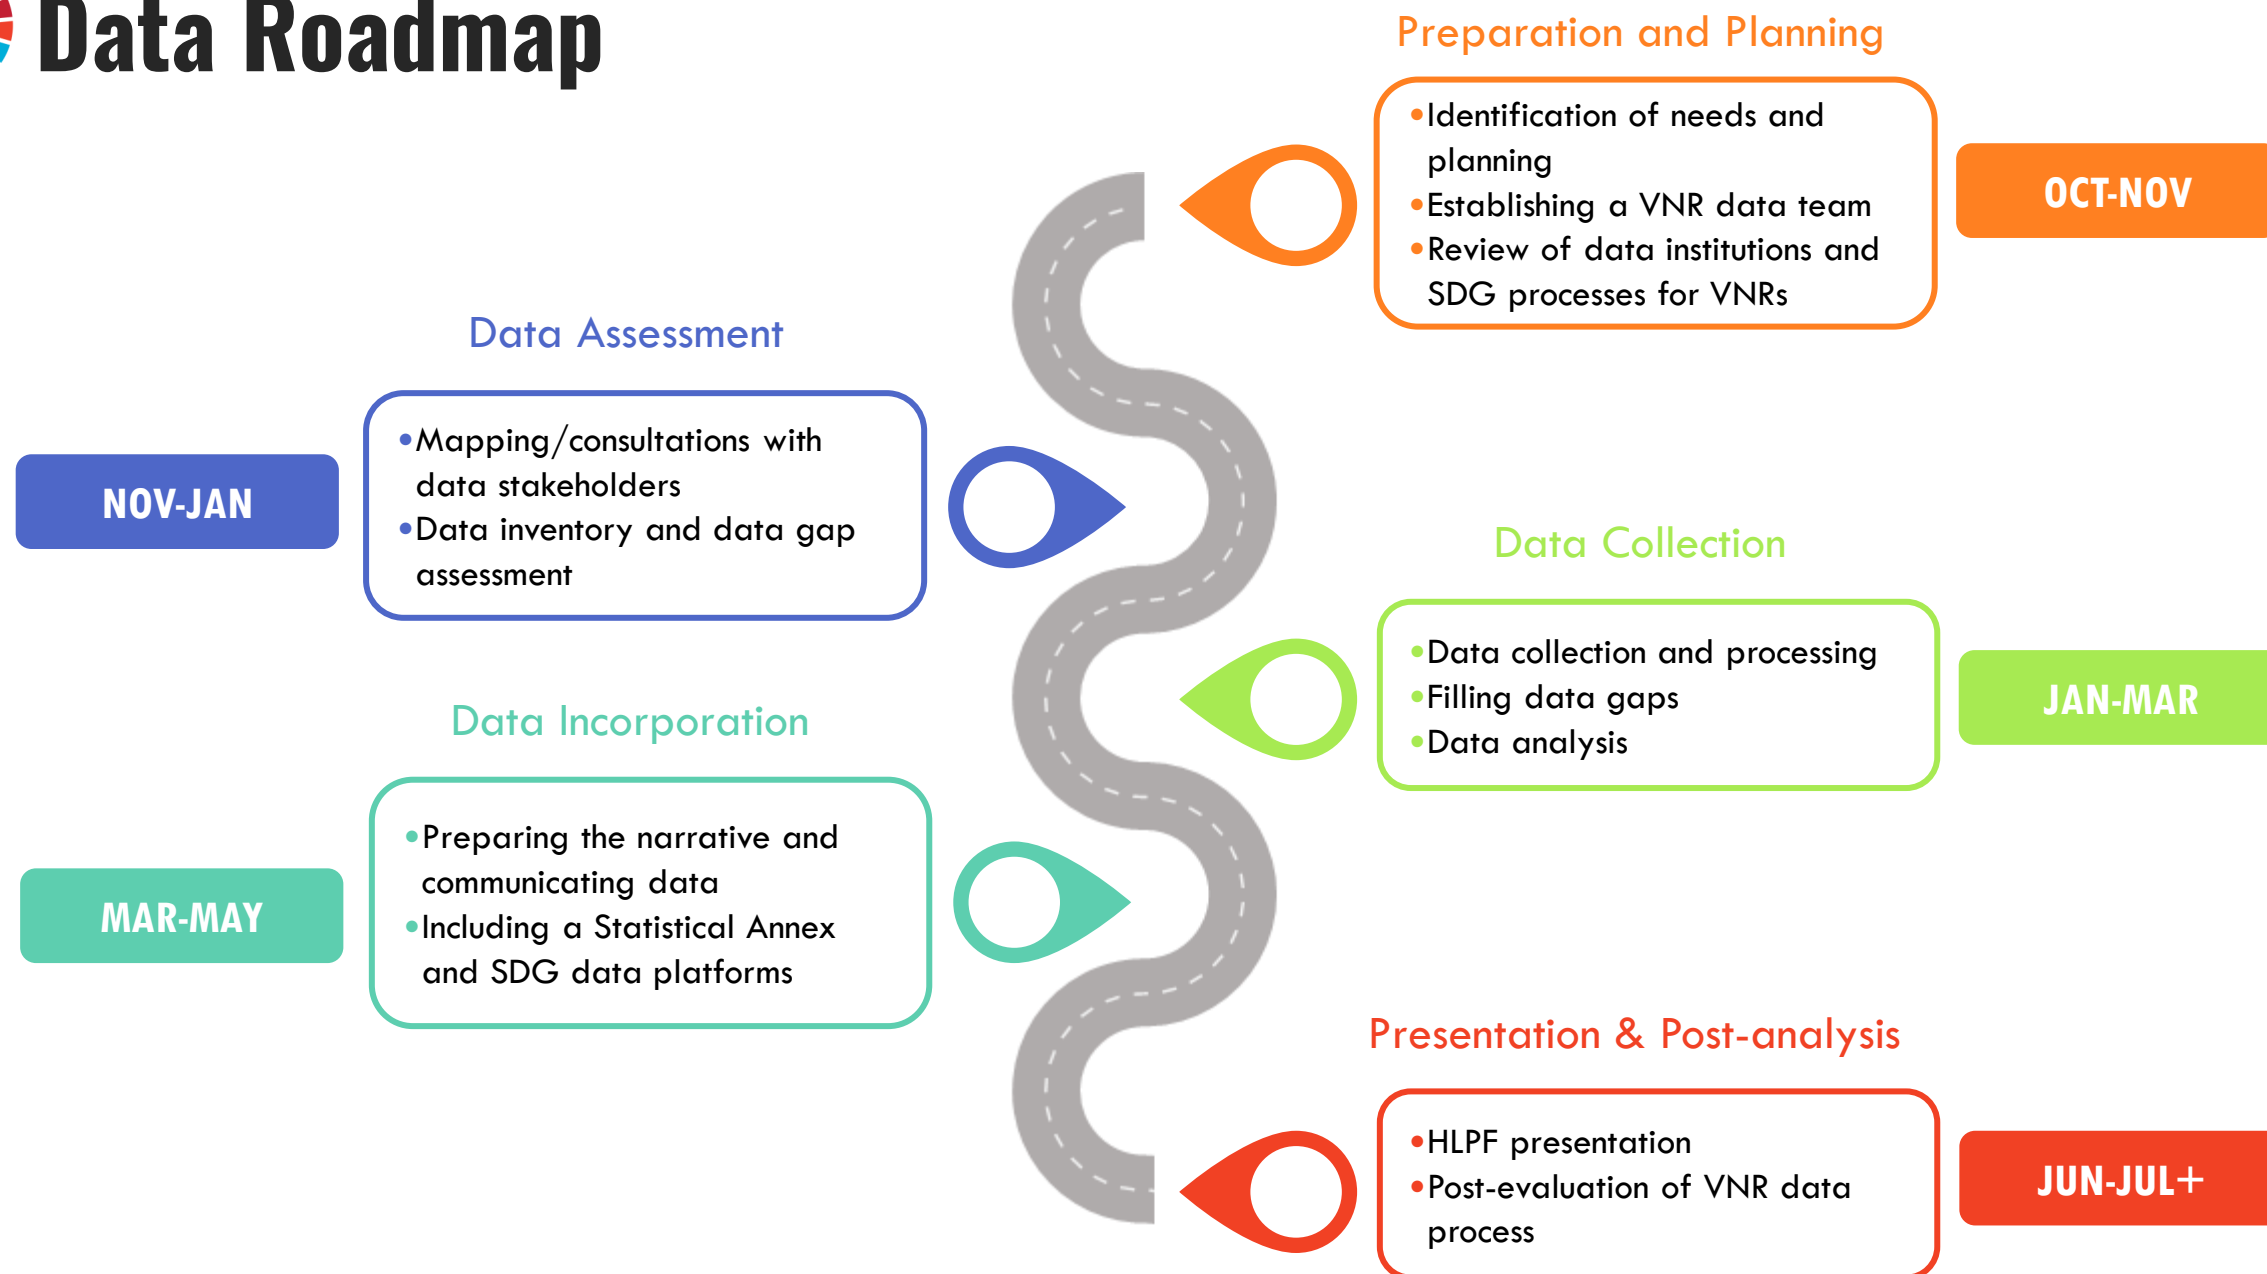 Data Roadmap
Preparation and Planning
•Identification of needs and
planning
•Establishing a VNR data team
•Review of data institutions and
SDG processes for VNRs
OCT-NOV
Data Assessment
•Mapping/consultations with
data stakeholders
•Data inventory and data gap
assessment
NOV-JAN
Data Collection
•Data collection and processing
•Filling data gaps
•Data analysis
JAN-MAR
Data Incorporation
•Preparing the narrative and
communicating data
•Including a Statistical Annex
and SDG data platforms
MAR-MAY
Presentation & Post-analysis
•HLPF presentation
•Post-evaluation of VNR data
process
JUN-JUL+